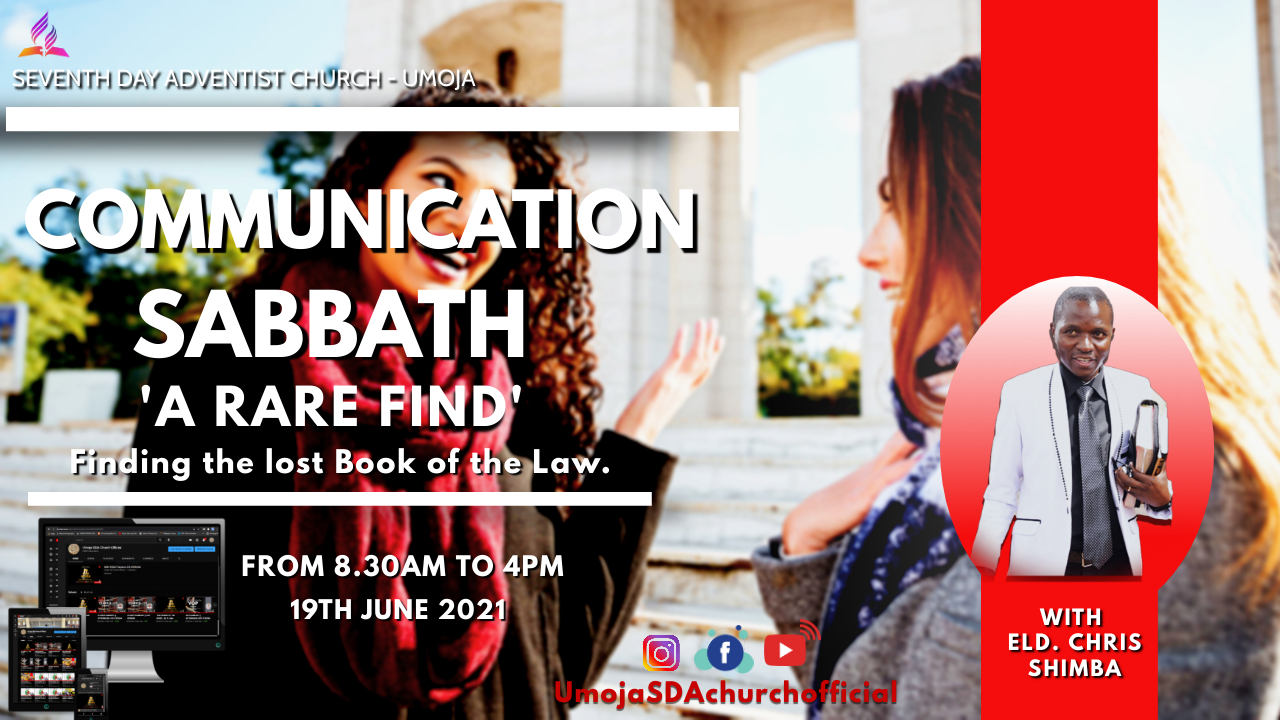 SEVENTH DAY ADVENTIST CHURCH - UMOJA
COMMUNICATION
SABBATH
'A RARE FIND'
Finding the lost Book of the Law.
FROM 8.30AM TO 4PM
19TH JUNE 2021
UmojaSDAchurchofficial
WITH
ELD. CHRIS
SHIMBA